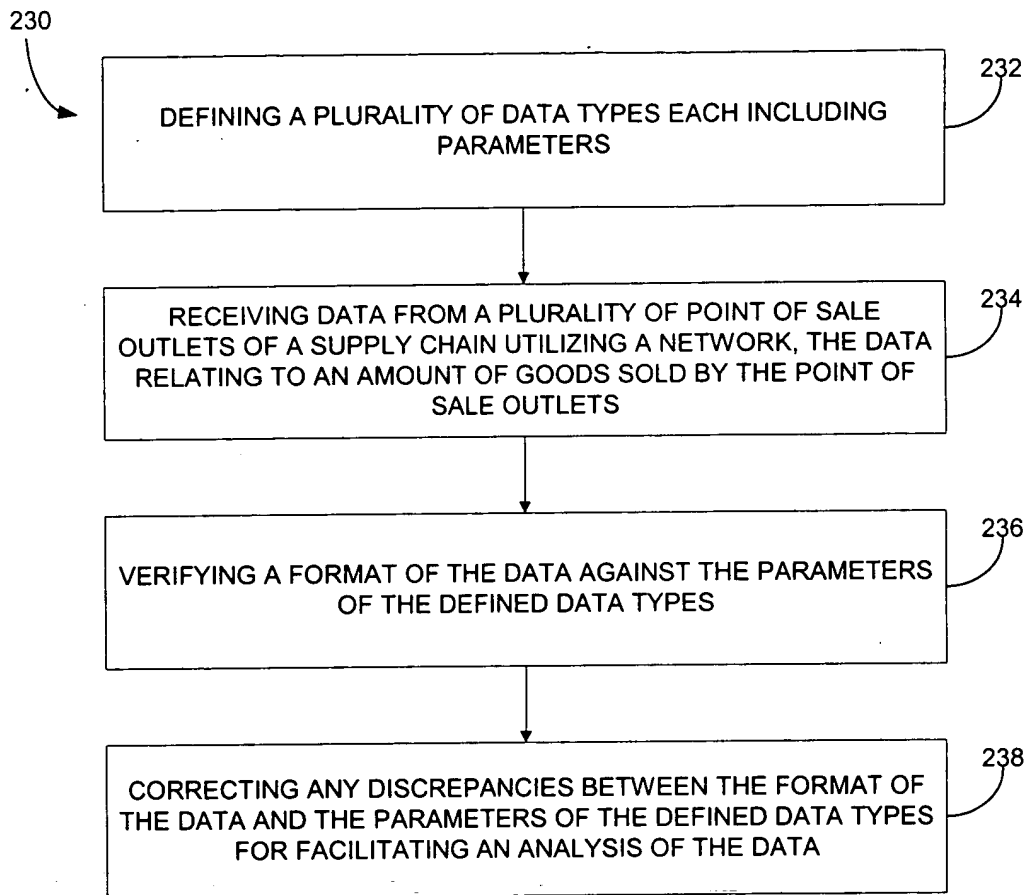 230
232
DEFINING A PLURALITY OF DATA TYPES EACH INCLUDING
PARAMETERS
234
RECEIVING DATA FROM A PLURALITY OF POINT OF SALE
OUTLETS OF A SUPPLY CHAIN UTILIZING A NETWORK, THE DATA
RELATING TO AN AMOUNT OF GOODS SOLD BY THE POINT OF
SALE OUTLETS
236
VERIFYING A FORMAT OF THE DATA AGAINST THE PARAMETERS
OF THE DEFINED DATA TYPES
238
CORRECTING ANY DISCREPANCIES BETWEEN THE FORMAT OF
THE DATA AND THE PARAMETERS OF THE DEFINED DATA TYPES
FOR FACILITATING AN ANALYSIS OF THE DATA